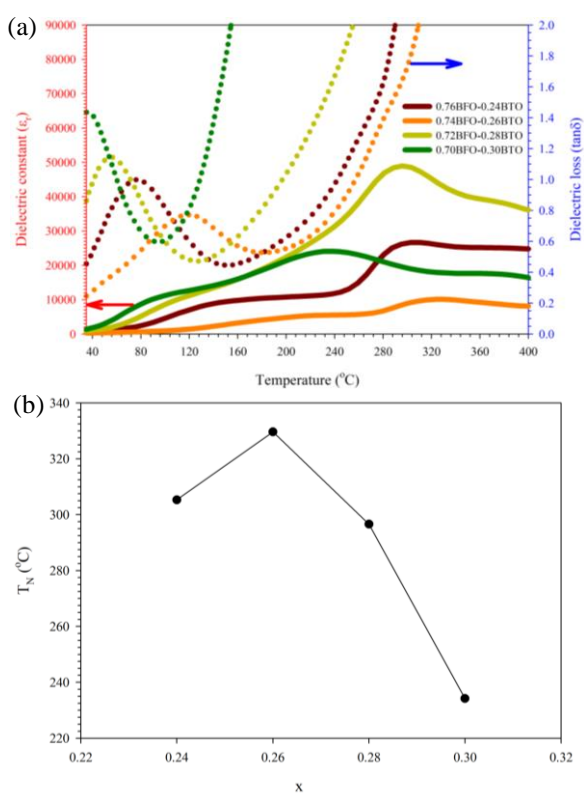 (a)
90000
80000
70000
60000
50000
40000
30000
20000
10000
0
Dielectric constant (εr)
2.0
1.8
1.6
1.4
1.2
1.0
0.8
0.6
0.4
0.2
0.0
Dielectric loss (tanδ)
0.76BFO-0.24BTO
0.74BFO-0.26BTO
0.72BFO-0.28BTO
0.70BFO-0.30BTO
40 80 120 160 200 240 280 320 360 400
Temperature (°C)
(b)
340
320
300
280
260
240
220
TN (°C)
0.22 0.24 0.26 0.28 0.30 0.32
x